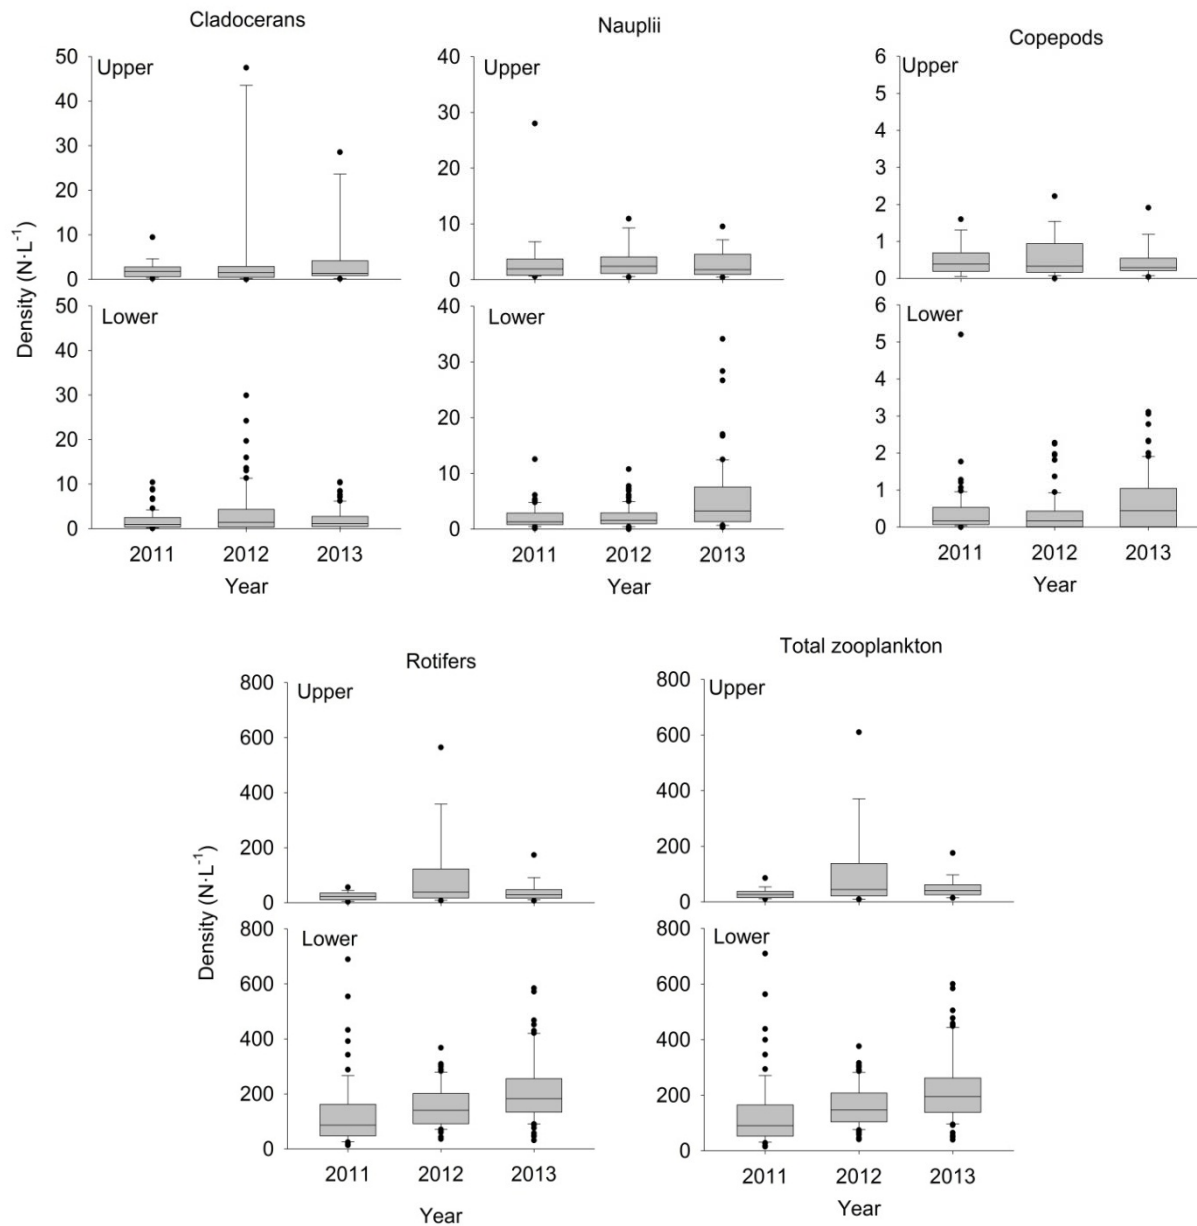 Cladocerans
Nauplii
Copepods
Upper
Upper
Upper
50
40
30
20
10
0
40
30
20
10
0
6
5
4
3
2
1
0
Density (N·L⁻¹)
Lower
Lower
Lower
50
40
30
20
10
0
40
30
20
10
0
6
5
4
3
2
1
0
2011 2012 2013
2011 2012 2013
2011 2012 2013
Year
Year
Year
Rotifers
Total zooplankton
Upper
Upper
800
600
400
200
0
800
600
400
200
0
Density (N·L⁻¹)
Lower
Lower
800
600
400
200
0
800
600
400
200
0
2011 2012 2013
2011 2012 2013
Year
Year